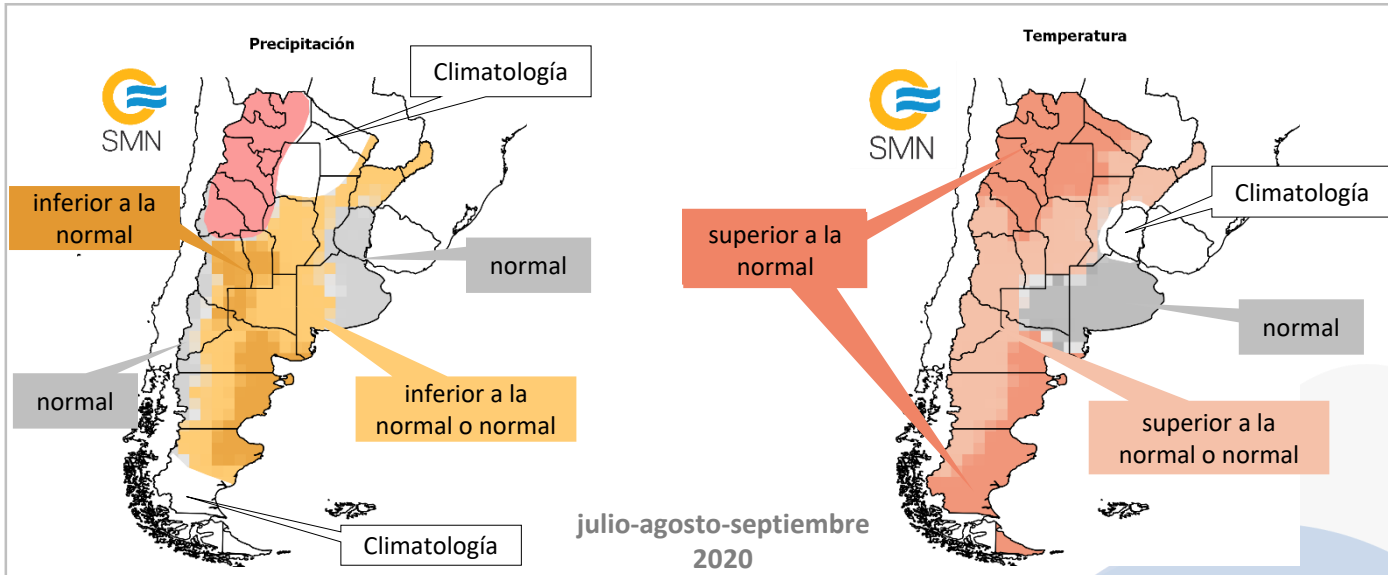 Precipitación
SMN
Climatología
inferior a la
normal
normal
normal
inferior a la
normal o normal
Climatología
julio-agosto-septiembre
2020
Temperatura
SMN
Climatología
superior a la
normal
normal
superior a la
normal o normal